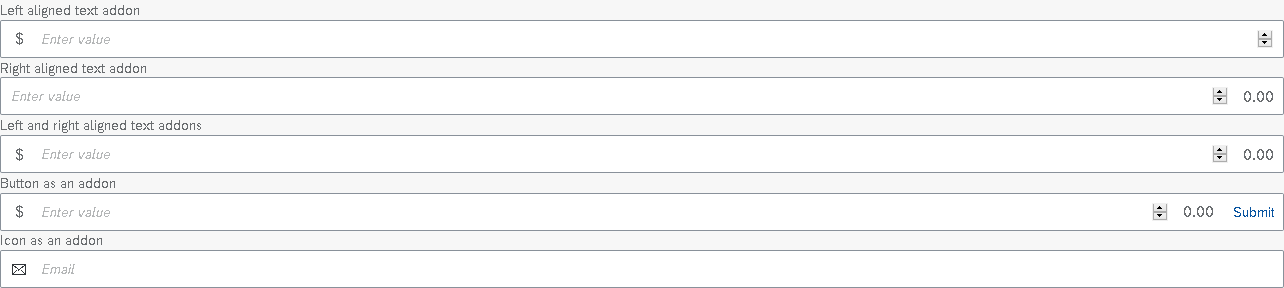 Left aligned text addon
$ Enter value
Right aligned text addon
Enter value 0.00
Left and right aligned text addons
$ Enter value 0.00
Button as an addon
$ Enter value 0.00 Submit
Icon as an addon
Email